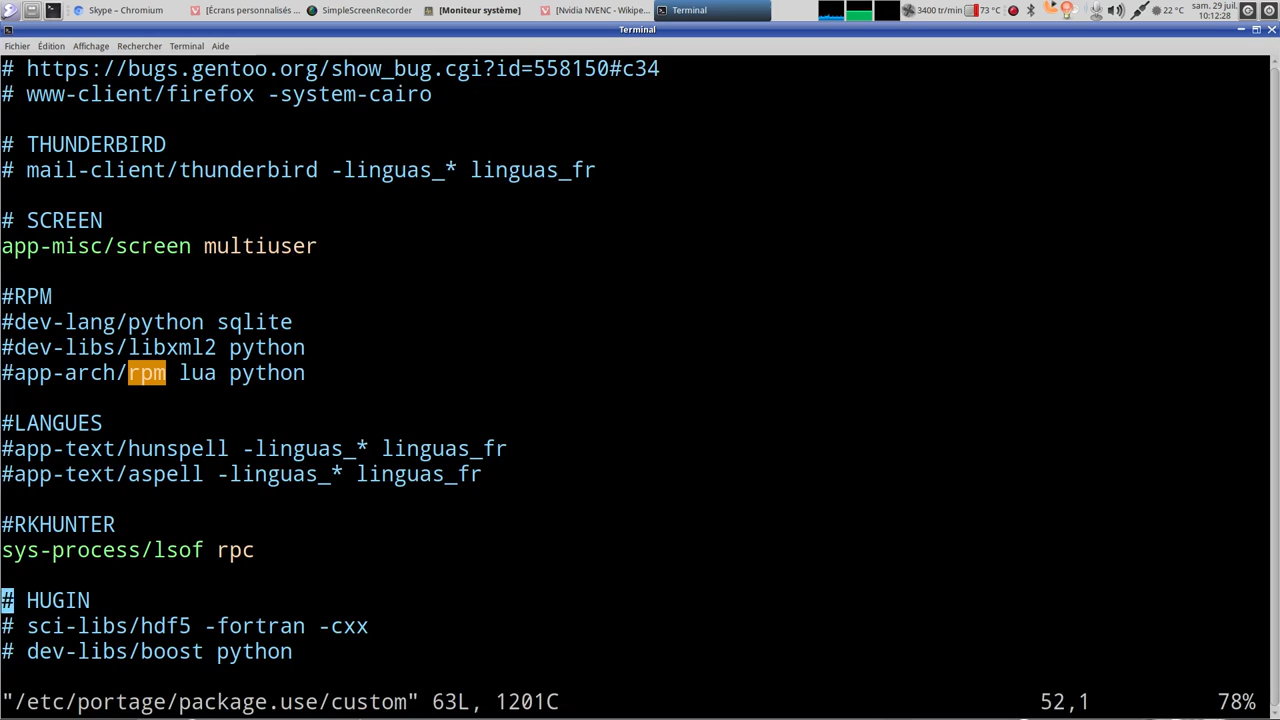 Skype ~ Chromium
[Écrans personnalisés ...
SimpleScreenRecorder
[Moniteur système)]
[Nvidia NVENC - Wikipe...
Terminal
3400 tr/min
73 °C
22 °C
sam. 29 juil.
10:12:28
Terminal
Fichier Édition Affichage Rechercher Terminal Aide
# https://bugs.gentoo.org/show_bug.cgi?id=558150#c34
# www-client/firefox -system-cairo
# THUNDERBIRD
# mail-client/thunderbird -linguas_* linguas_fr
# SCREEN
app-misc/screen multiuser
#RPM
#dev-lang/python sqlite
#dev-libs/libxml2 python
#app-arch/rpm lua python
#LANGUES
#app-text/hunspell -linguas_* linguas_fr
#app-text/aspell -linguas_* linguas_fr
#RKHUNTER
sys-process/lsof rpc
# HUGIN
# sci-libs/hdf5 -fortran -cxx
# dev-libs/boost python
"/etc/portage/package.use/custom" 63L, 1201C 52,1 78%